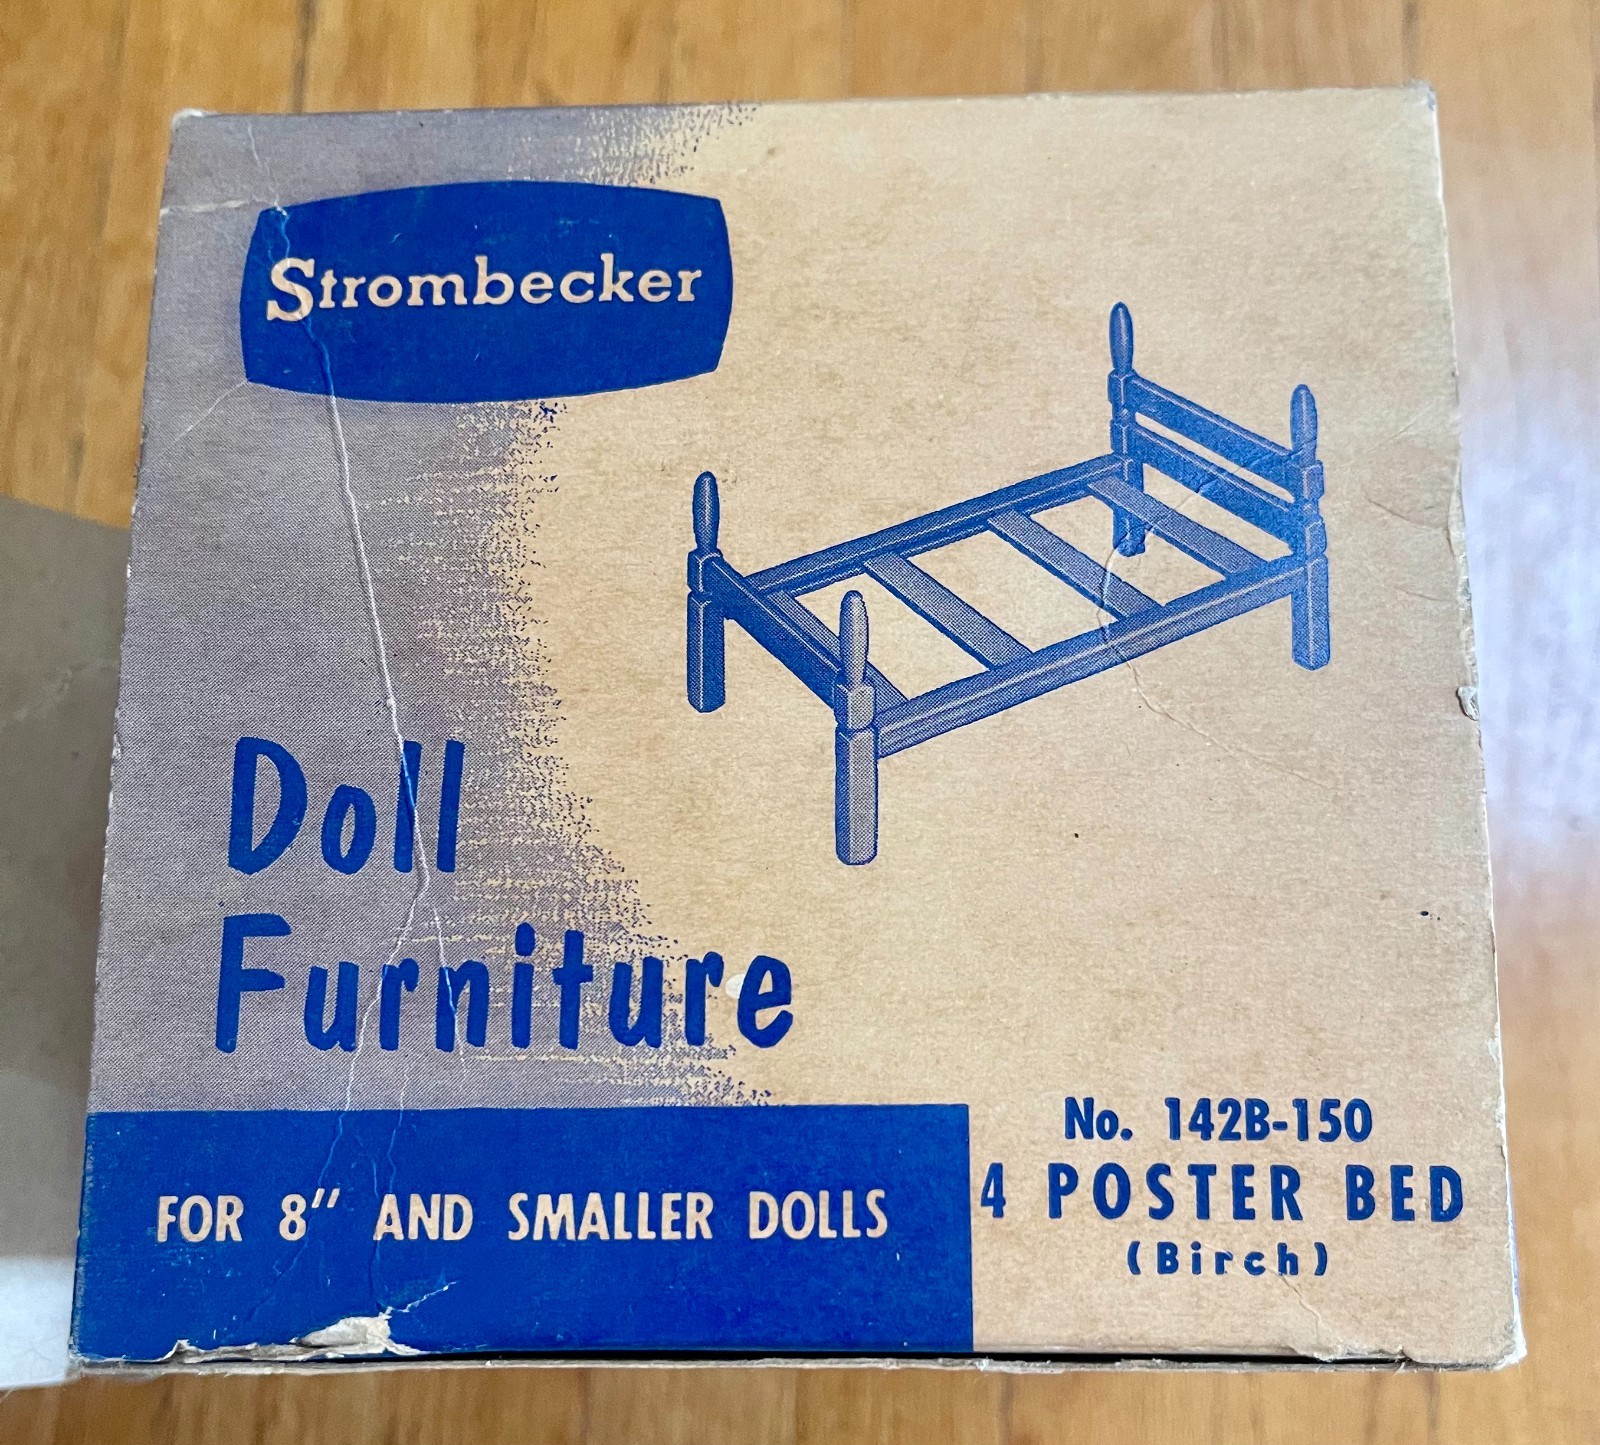 Strombecker
Doll
Furniture
FOR 8" AND SMALLER DOLLS
No. 142B-150
4 POSTER BED
(Birch)